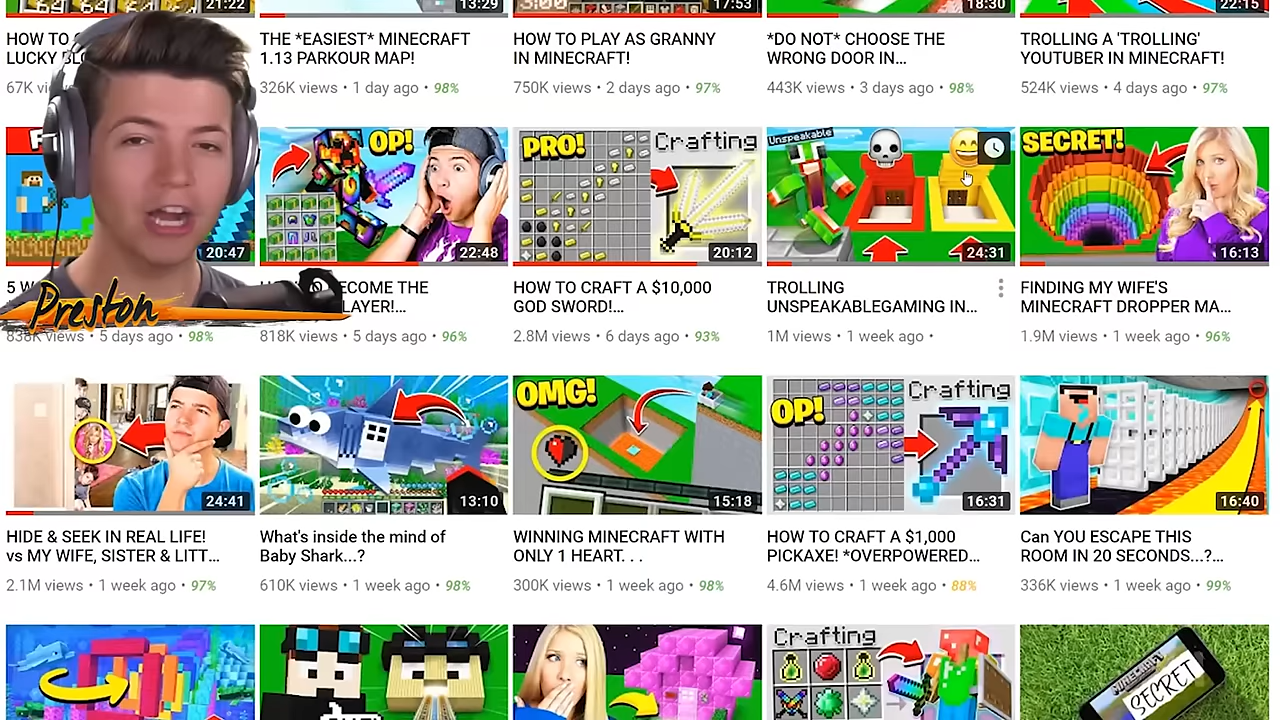 21:22
13:29
3:00
17:53
18:30
22:15
HOW TO
LUCKY BLO
67K views
THE *EASIEST* MINECRAFT
1.13 PARKOUR MAP!
326K views • 1 day ago • 98%
HOW TO PLAY AS GRANNY
IN MINECRAFT!
750K views • 2 days ago • 97%
*DO NOT* CHOOSE THE
WRONG DOOR IN...
443K views • 3 days ago • 98%
TROLLING A 'TROLLING'
YOUTUBER IN MINECRAFT!
524K views • 4 days ago • 97%
20:47
OP!
22:48
PRO!
Crafting
20:12
Unspeakable
24:31
SECRET!
16:13
Preston
838K views • 5 days ago • 98%
ECOME THE
LAYER!...
818K views • 5 days ago • 96%
HOW TO CRAFT A $10,000
GOD SWORD!...
2.8M views • 6 days ago • 93%
TROLLING
UNSPEAKABLEGAMING IN...
1M views • 1 week ago •
FINDING MY WIFE'S
MINECRAFT DROPPER MA...
1.9M views • 1 week ago • 96%
24:41
13:10
OMG!
15:18
OP!
Crafting
16:31
16:40
HIDE & SEEK IN REAL LIFE!
vs MY WIFE, SISTER & LITT...
2.1M views • 1 week ago • 97%
What's inside the mind of
Baby Shark...?
610K views • 1 week ago • 98%
WINNING MINECRAFT WITH
ONLY 1 HEART. . .
300K views • 1 week ago • 98%
HOW TO CRAFT A $1,000
PICKAXE! *OVERPOWERED...
4.6M views • 1 week ago • 88%
Can YOU ESCAPE THIS
ROOM IN 20 SECONDS...?...
336K views • 1 week ago • 99%
Crafting
MINECRAFT
SECRET